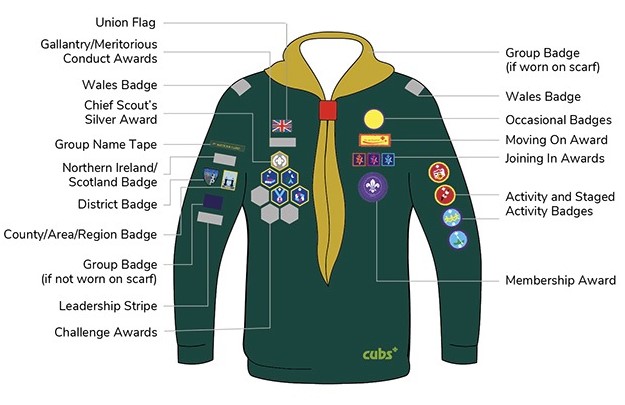 Union Flag
Gallantry/Meritorious
Conduct Awards
Wales Badge
Chief Scout's
Silver Award
Group Name Tape
Northern Ireland/
Scotland Badge
District Badge
County/Area/Region Badge
Group Badge
(if not worn on scarf)
Leadership Stripe
Challenge Awards
Group Badge
(if worn on scarf)
Wales Badge
Occasional Badges
Moving On Award
Joining In Awards
Activity and Staged
Activity Badges
Membership Award
cubs